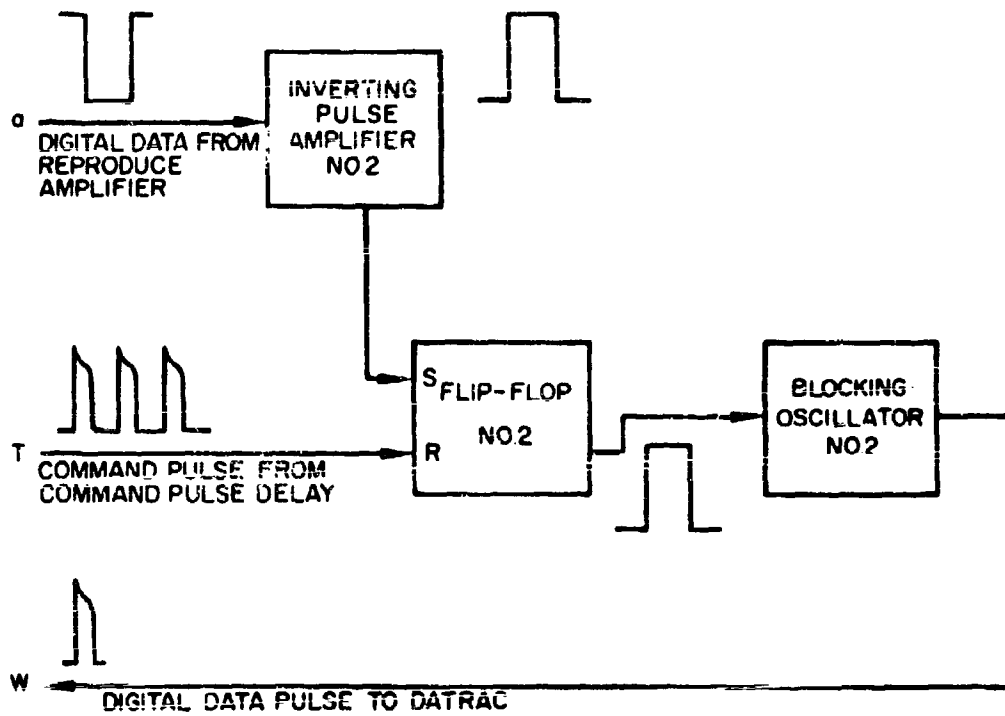 INVERTING
PULSE
AMPLIFIER
NO.2
a
DIGITAL DATA FROM
REPRODUCE
AMPLIFIER
S
FLIP-FLOP
NO.2
R
BLOCKING
OSCILLATOR
NO.2
T
COMMAND PULSE FROM
COMMAND PULSE DELAY
W
DIGITAL DATA PULSE TO DATRAC